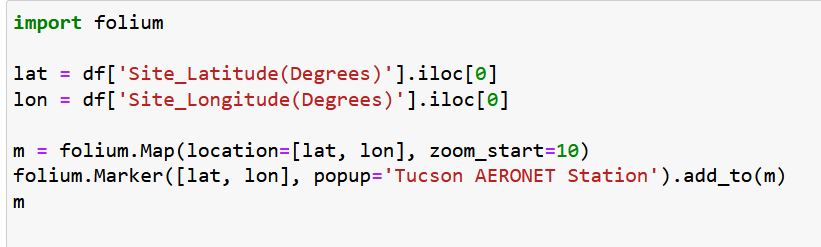 import folium
lat = df['Site_Latitude(Degrees)'].iloc[0]
lon = df['Site_Longitude(Degrees)'].iloc[0]
m = folium.Map(location=[lat, lon], zoom_start=10)
folium.Marker([lat, lon], popup='Tucson AERONET Station').add_to(m)
m